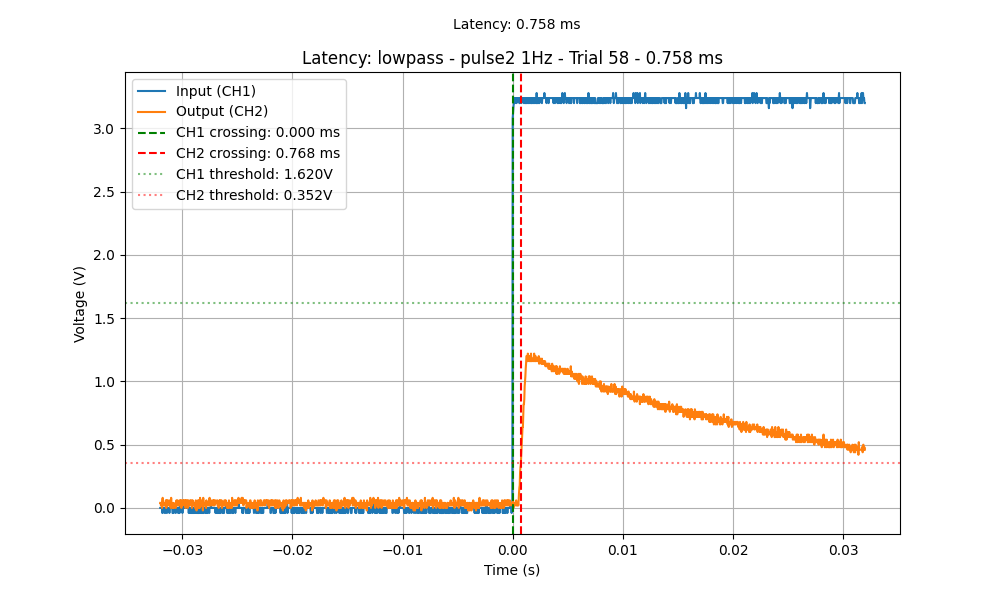 Latency: 0.758 ms
Latency: lowpass - pulse2 1Hz - Trial 58 - 0.758 ms
Input (CH1)
Output (CH2)
CH1 crossing: 0.000 ms
CH2 crossing: 0.768 ms
CH1 threshold: 1.620V
CH2 threshold: 0.352V
Voltage (V)
3.0
2.5
2.0
1.5
1.0
0.5
0.0
−0.03 −0.02 −0.01 0.00 0.01 0.02 0.03
Time (s)